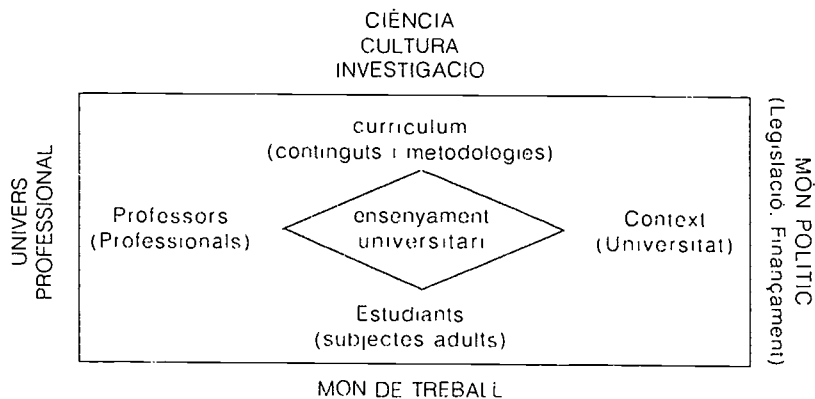 CIÈNCIA
CULTURA
INVESTIGACIO
curriculum
(continguts i metodologies)
UNIVERS
PROFESSIONAL
Professors
(Professionals)
ensenyament
universitari
Context
(Universitat)
MÓN POLITIC
(Legislació. Finançament)
Estudiants
(subjectes adults)
MON DE TREBALL